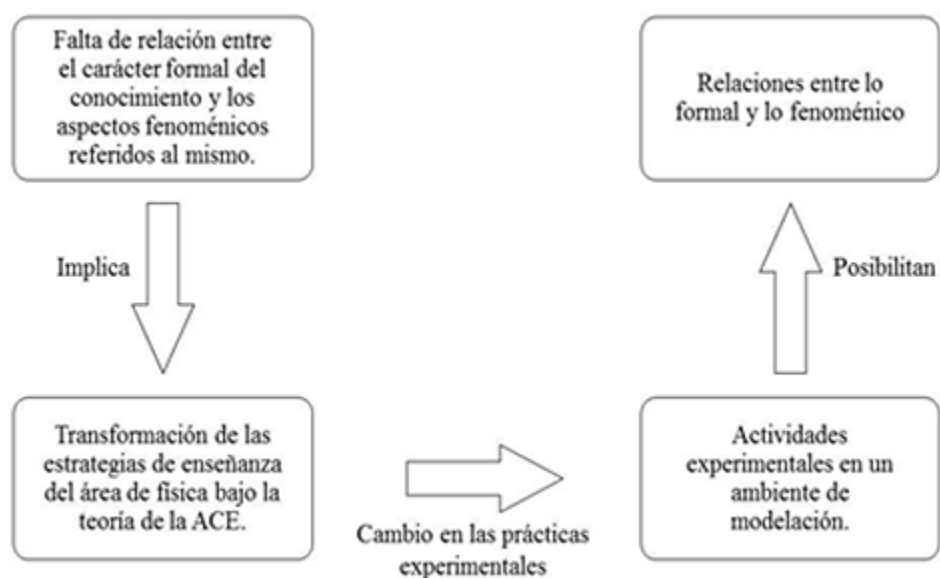 Falta de relación entre
el carácter formal del
conocimiento y los
aspectos fenoménicos
referidos al mismo.
Implica
Transformación de las
estrategias de enseñanza
del área de física bajo la
teoría de la ACE.
Cambio en las prácticas
experimentales
Actividades
experimentales en un
ambiente de
modelación.
Posibilitan
Relaciones entre lo
formal y lo fenoménico